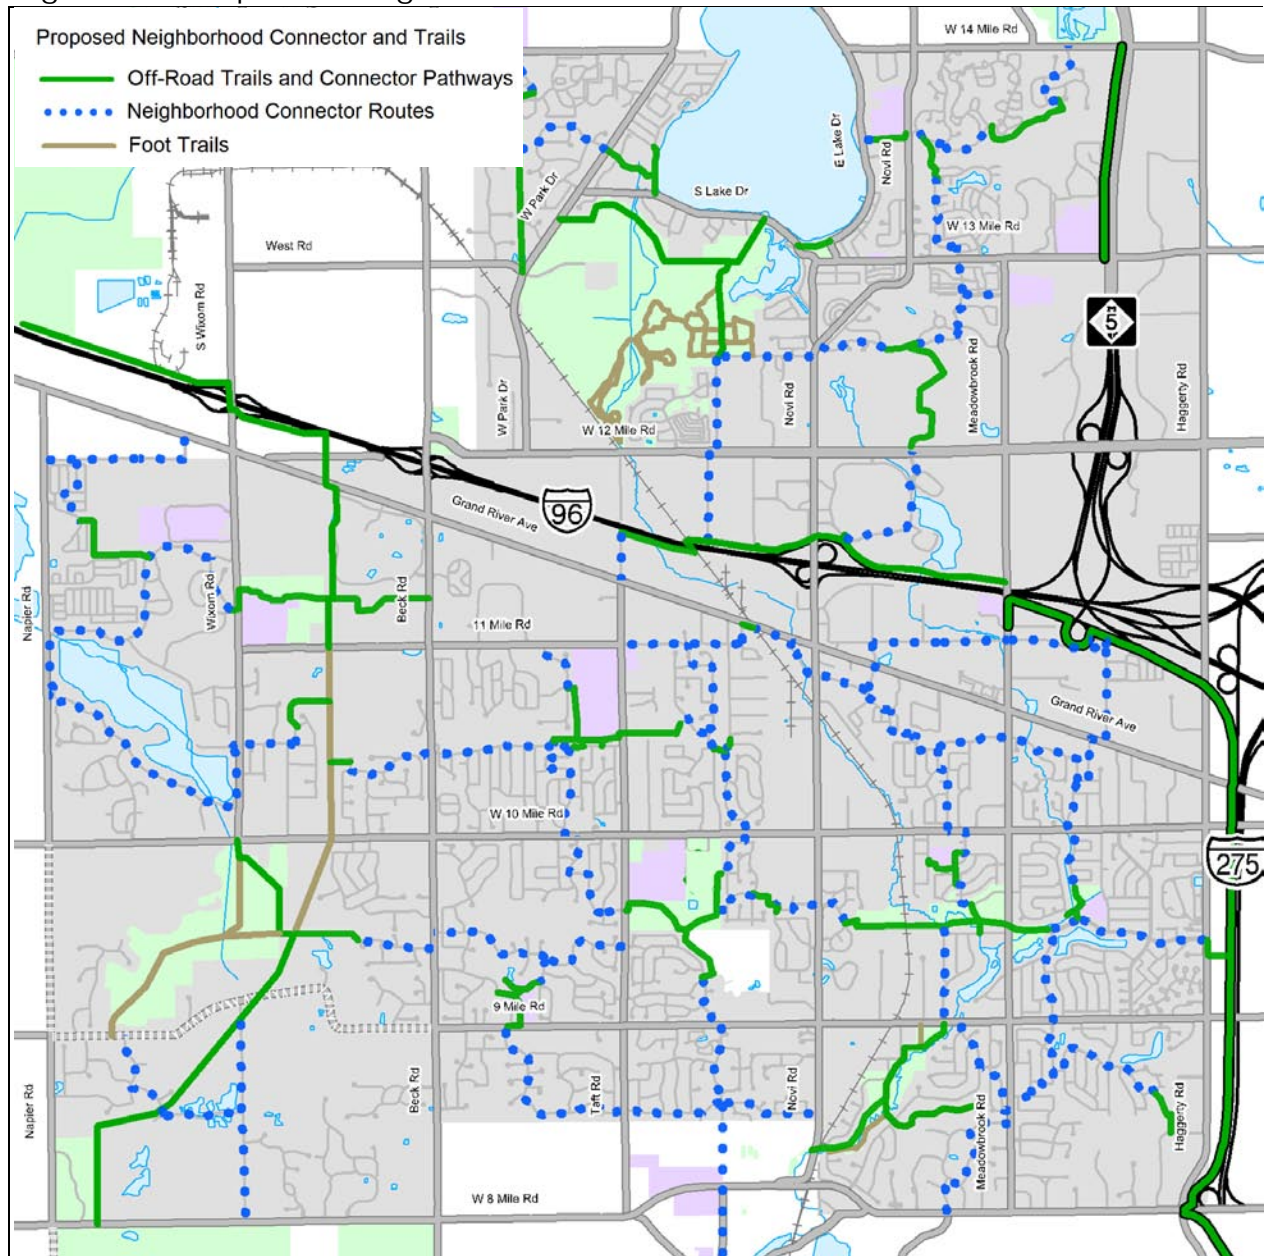 Proposed Neighborhood Connector and Trails
Off-Road Trails and Connector Pathways
Neighborhood Connector Routes
Foot Trails
W 14 Mile Rd
E Lake Dr
Novi Rd
W Park Dr
S Lake Dr
W 13 Mile Rd
West Rd
S Wixom Rd
5
Meadowbrook Rd
Haggerty Rd
W Park Dr
Novi Rd
W 12 Mile Rd
Grand River Ave
96
Napier Rd
Wixom Rd
Beck Rd
11 Mile Rd
Grand River Ave
W 10 Mile Rd
275
9 Mile Rd
Napier Rd
Beck Rd
Taft Rd
Novi Rd
Meadowbrook Rd
Haggerty Rd
W 8 Mile Rd